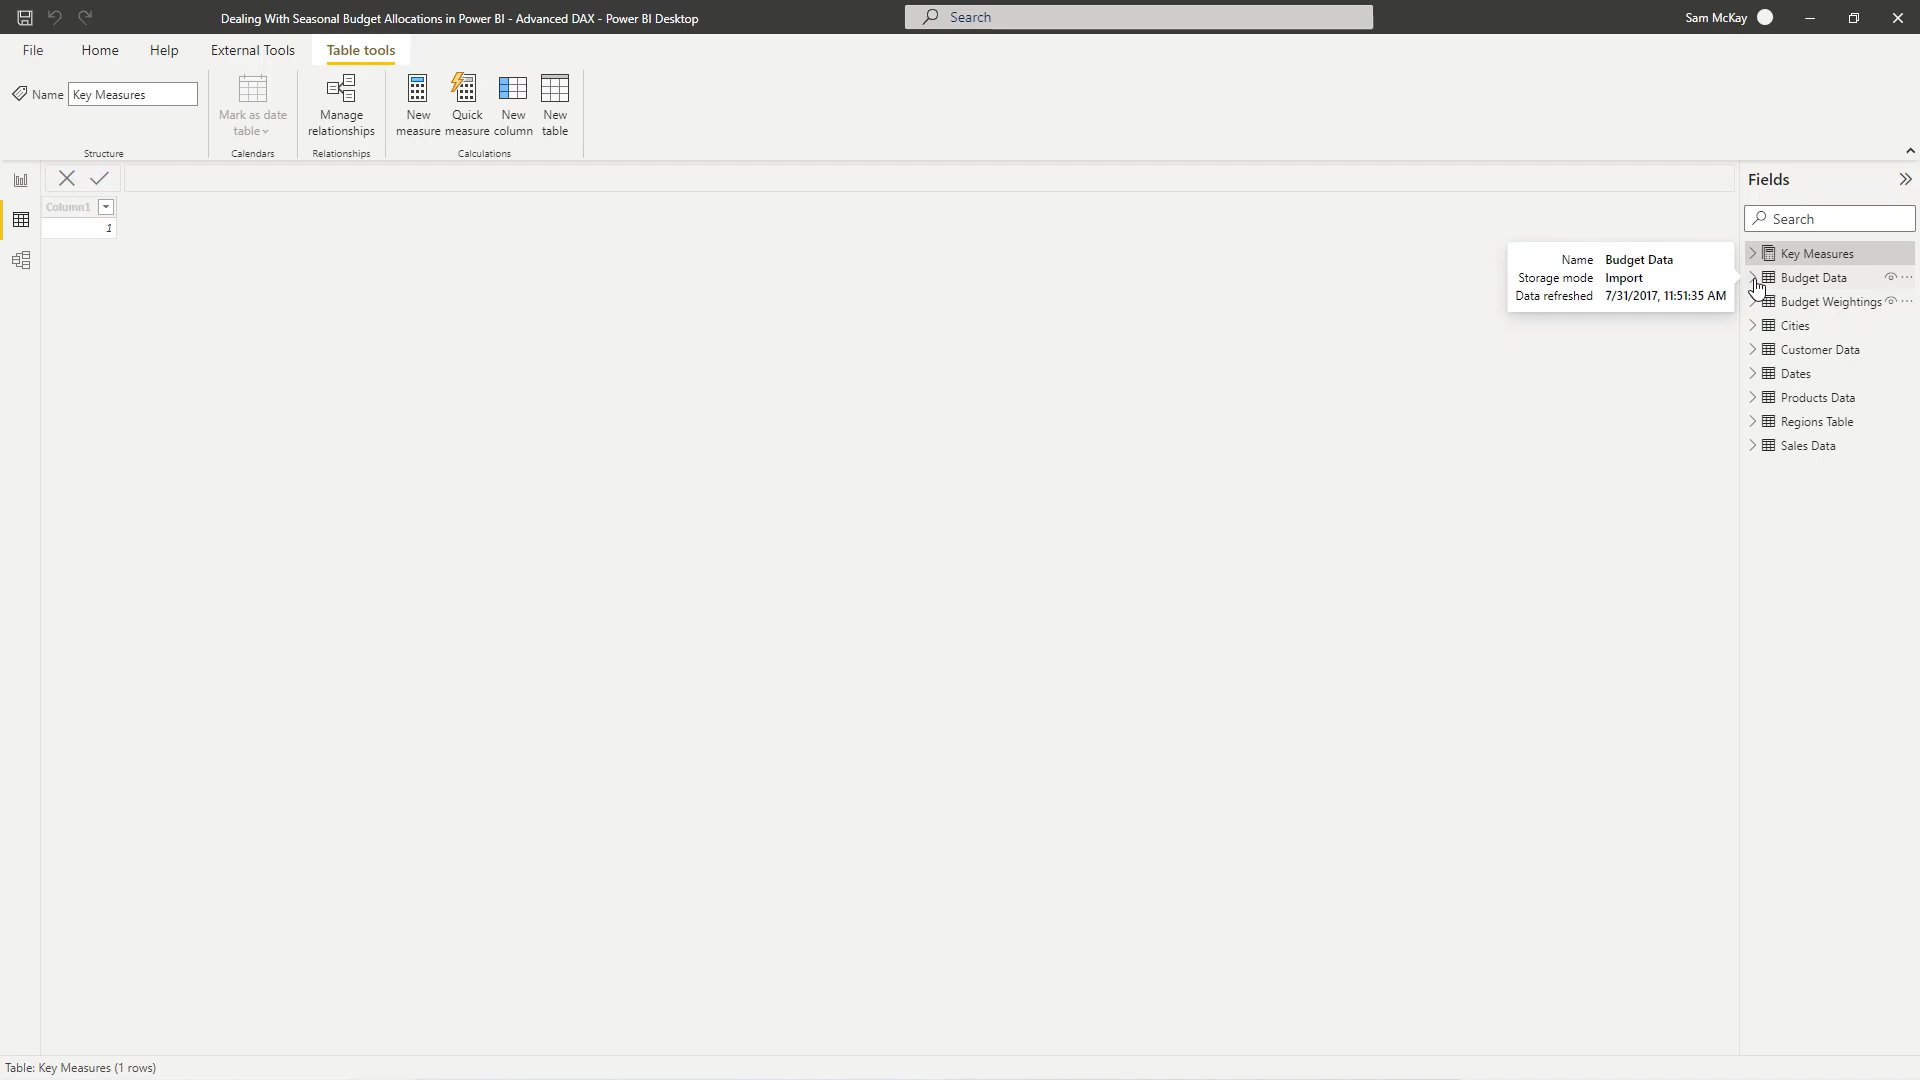 Dealing With Seasonal Budget Allocations in Power BI - Advanced DAX - Power BI Desktop
Search
Sam McKay
File
Home
Help
External Tools
Table tools
Name
Key Measures
Mark as date
table
Manage
relationships
New
measure
Quick
measure
New
column
New
table
Structure
Calendars
Relationships
Calculations
Fields
Column1
1
Search
Name Budget Data
Storage mode Import
Data refreshed 7/31/2017, 11:51:35 AM
Key Measures
Budget Data
Budget Weightings
Cities
Customer Data
Dates
Products Data
Regions Table
Sales Data
Table: Key Measures (1 rows)